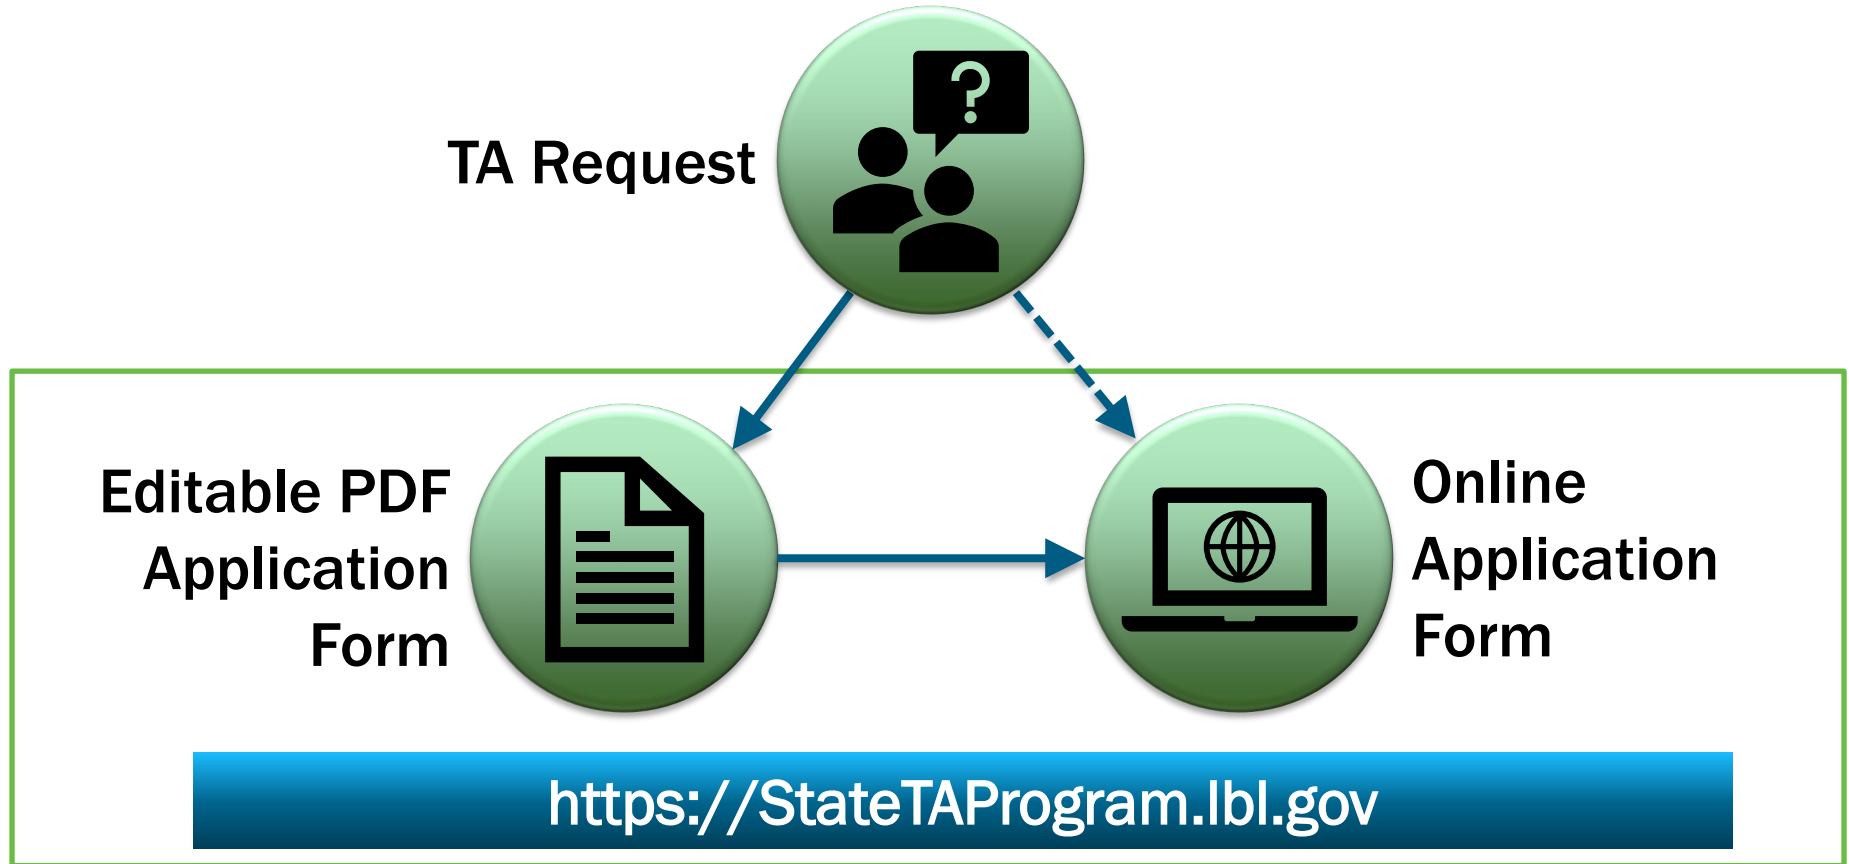 ?
TA Request
Editable PDF
Application
Form
Online
Application
Form
https://StateTAProgram.lbl.gov